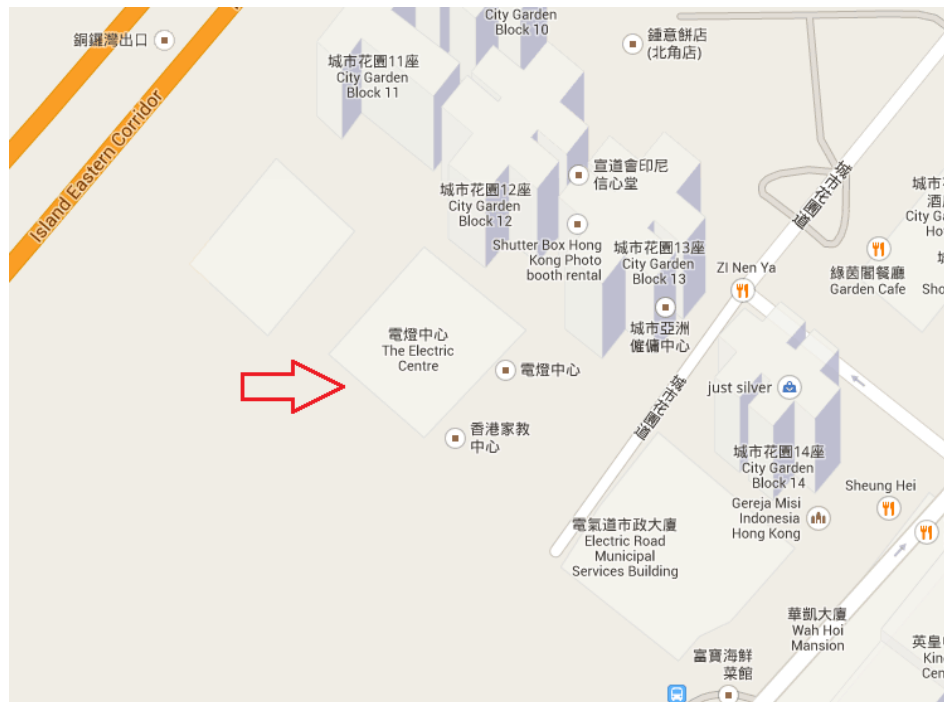 銅鑼灣出口
Island Eastern Corridor
City Garden
Block 10
鍾意餅店
(北角店)
城市花園11座
City Garden
Block 11
宣道會印尼
信心堂
城市花園12座
City Garden
Block 12
城市花園道
Shutter Box Hong
Kong Photo
booth rental
城市花園13座
City Garden
Block 13
ZI Nen Ya
綠茵閣餐廳
Garden Cafe
City Ga
Ho
Sho
電燈中心
The Electric
Centre
城市亞洲
僱傭中心
電燈中心
just silver
城市花園道
香港家教
中心
城市花園14座
City Garden
Block 14
Sheung Hei
Gereja Misi
Indonesia
Hong Kong
電氣道市政大廈
Electric Road
Municipal
Services Building
華凱大廈
Wah Hoi
Mansion
富寶海鮮
菜館
英皇
Kin
Cen